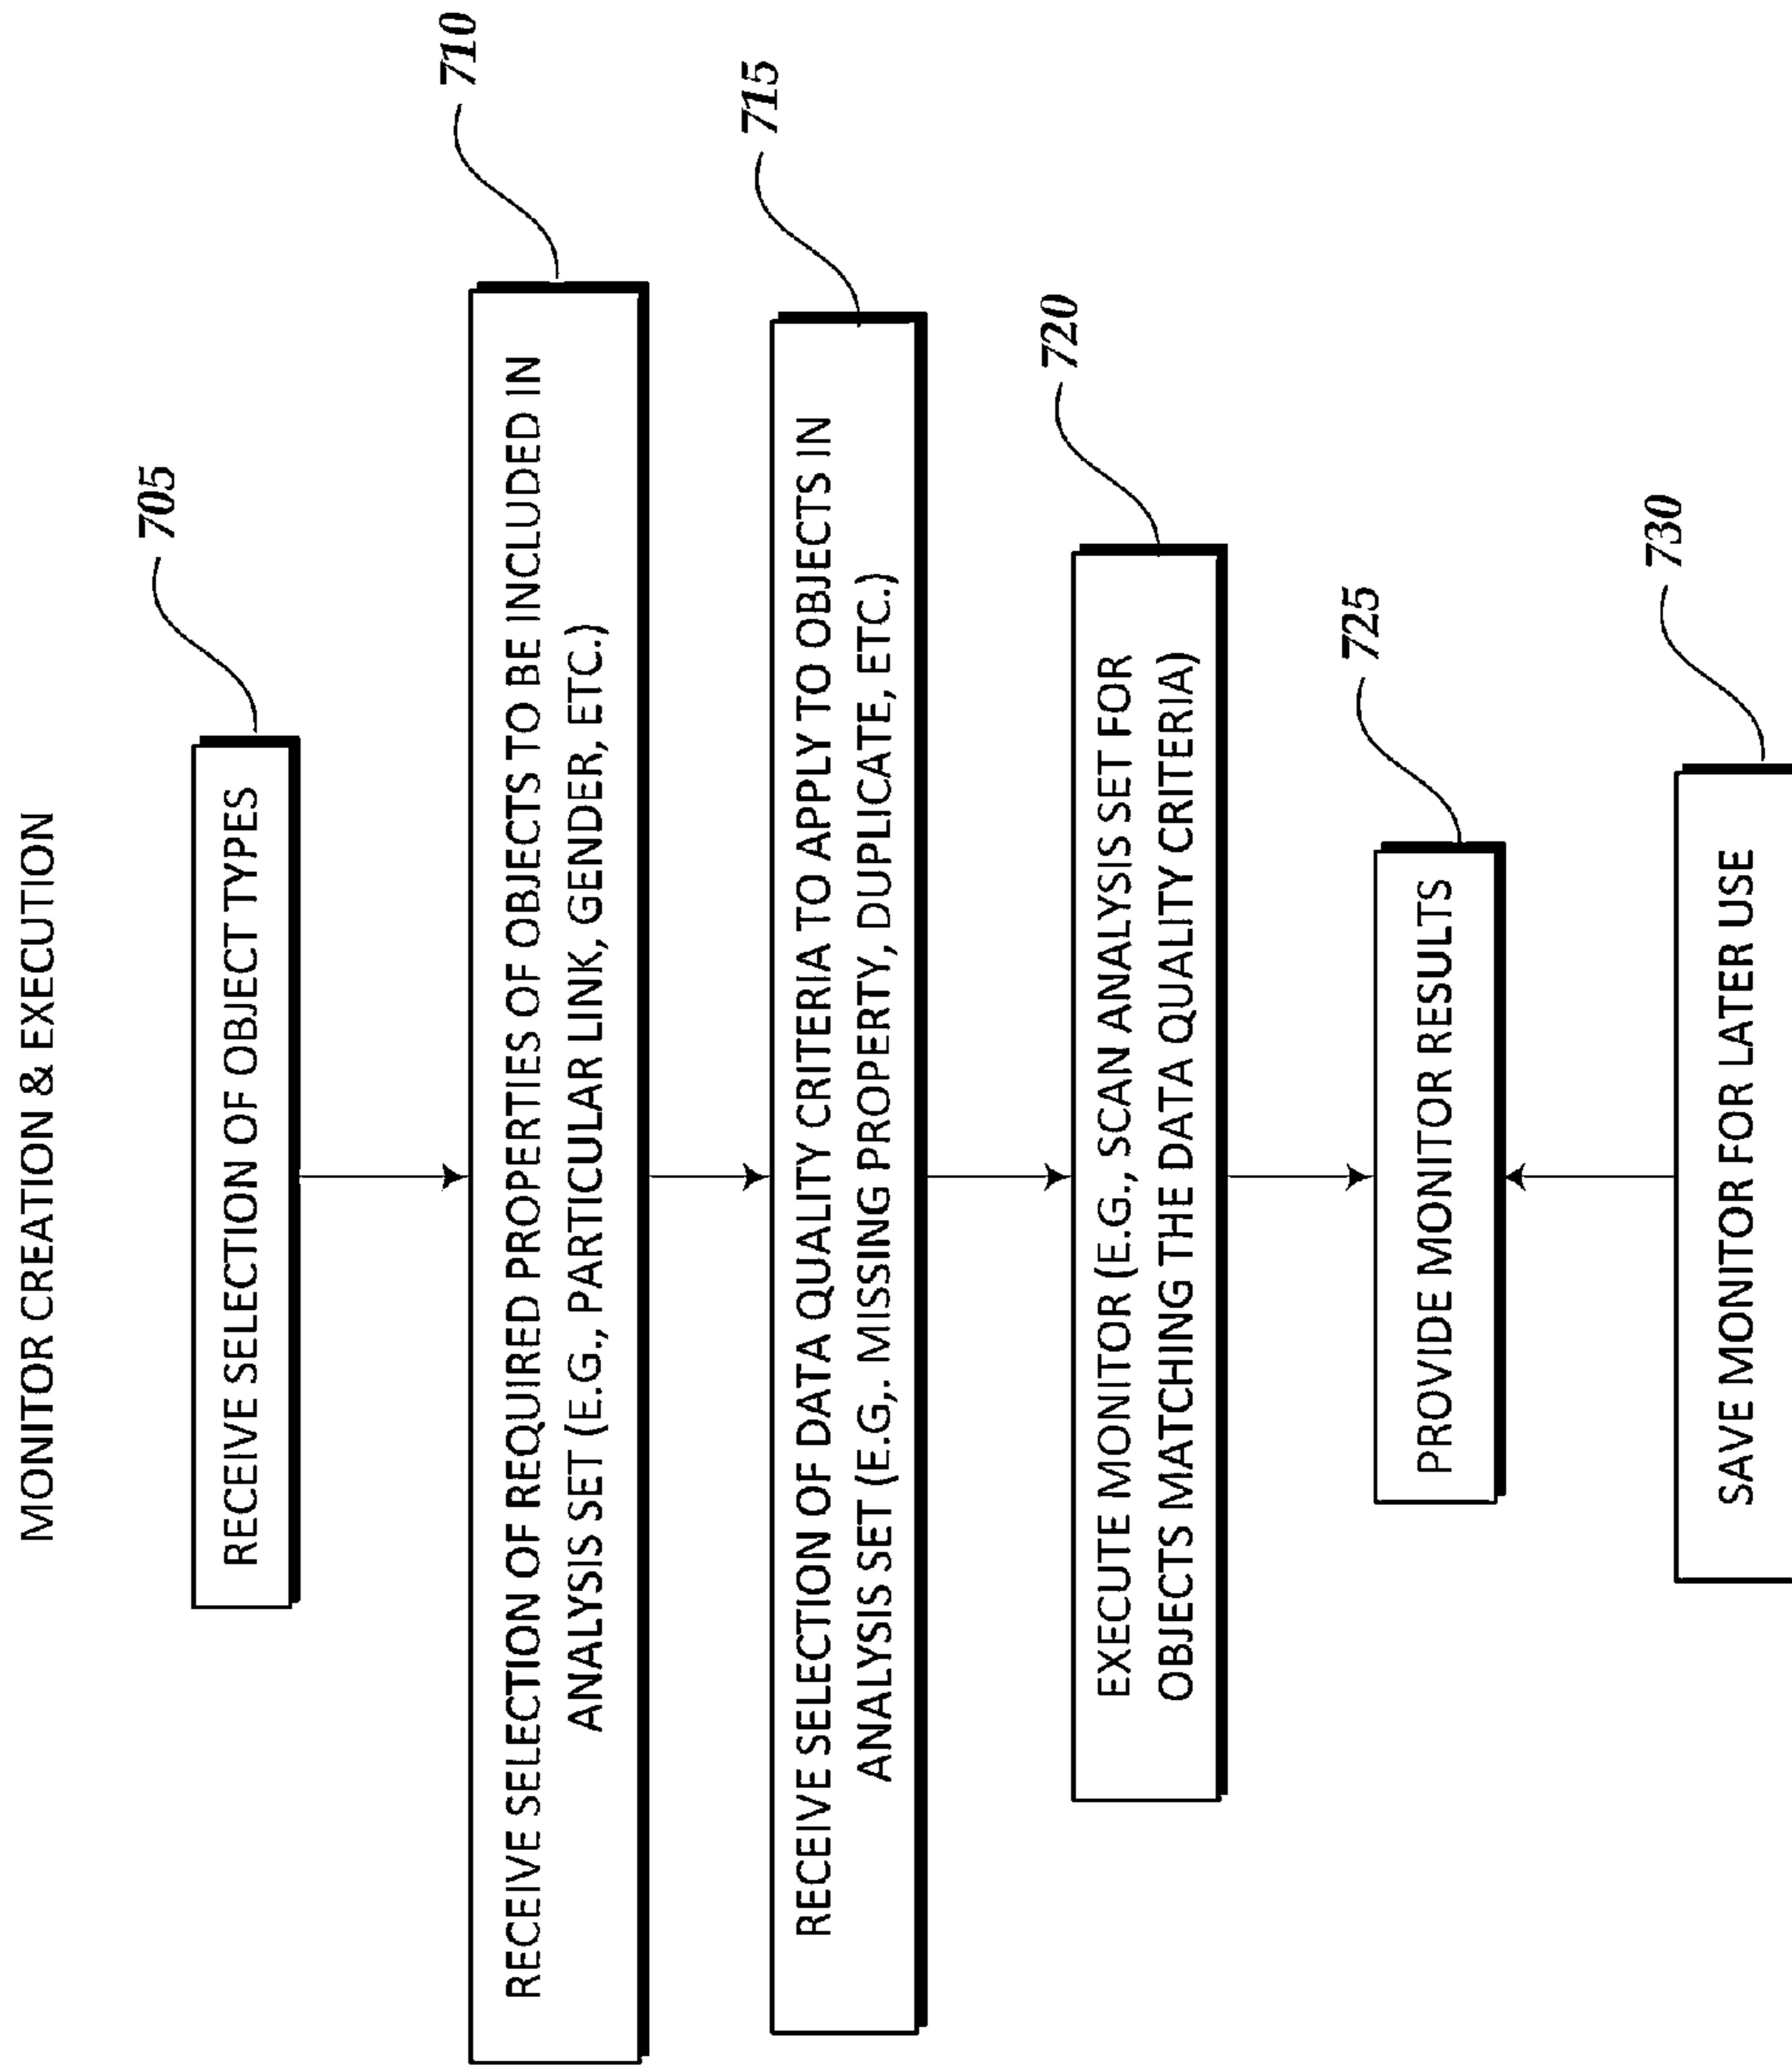 MONITOR CREATION & EXECUTION
705
RECEIVE SELECTION OF OBJECT TYPES
710
RECEIVE SELECTION OF REQUIRED PROPERTIES OF OBJECTS TO BE INCLUDED IN
ANALYSIS SET (E.G., PARTICULAR LINK, GENDER, ETC.)
715
RECEIVE SELECTION OF DATA QUALITY CRITERIA TO APPLY TO OBJECTS IN
ANALYSIS SET (E.G,. MISSING PROPERTY, DUPLICATE, ETC.)
720
EXECUTE MONITOR (E.G., SCAN ANALYSIS SET FOR
OBJECTS MATCHING THE DATA QUALITY CRITERIA)
725
PROVIDE MONITOR RESULTS
730
SAVE MONITOR FOR LATER USE